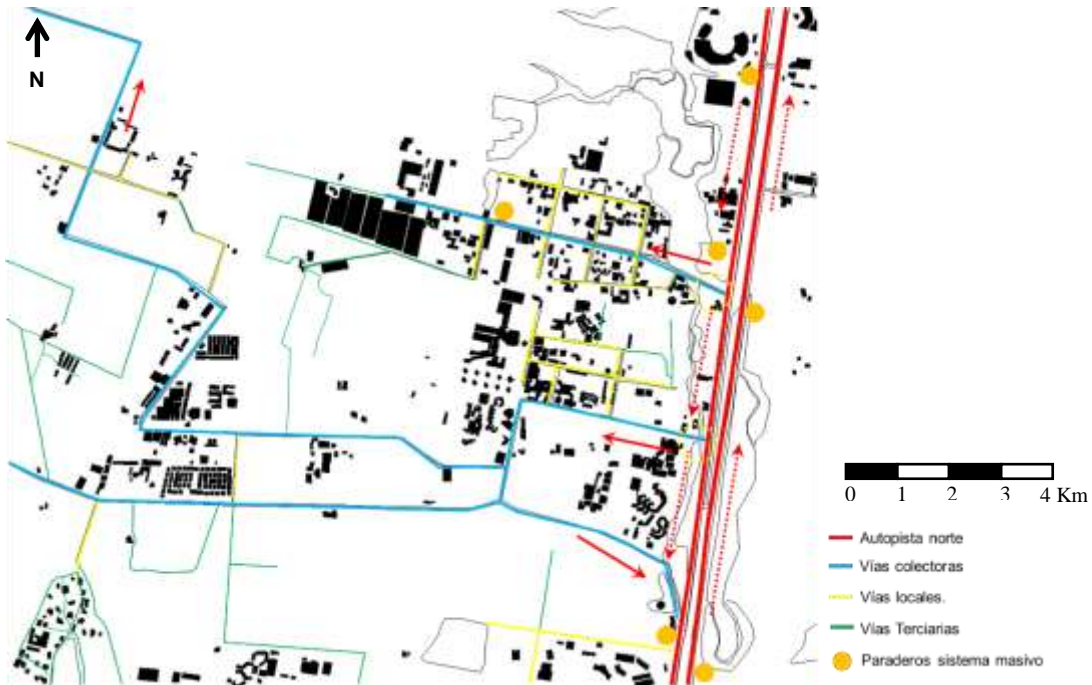 N
0 1 2 3 4 Km
Autopista norte
Vías colectoras
Vías locales.
Vías Terciarias
Paraderos sistema masivo